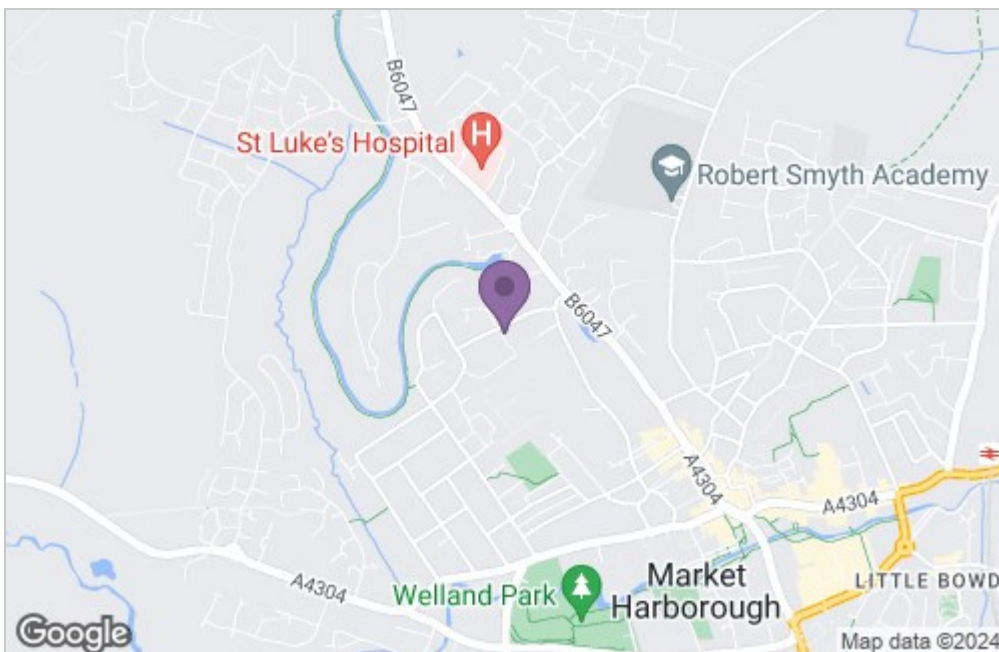 B6047
St Luke's Hospital
H
Robert Smyth Academy
B6047
A4304
A4304
A4304
Welland Park
Market
Harborough
LITTLE BOWD
Google
Map data ©2024